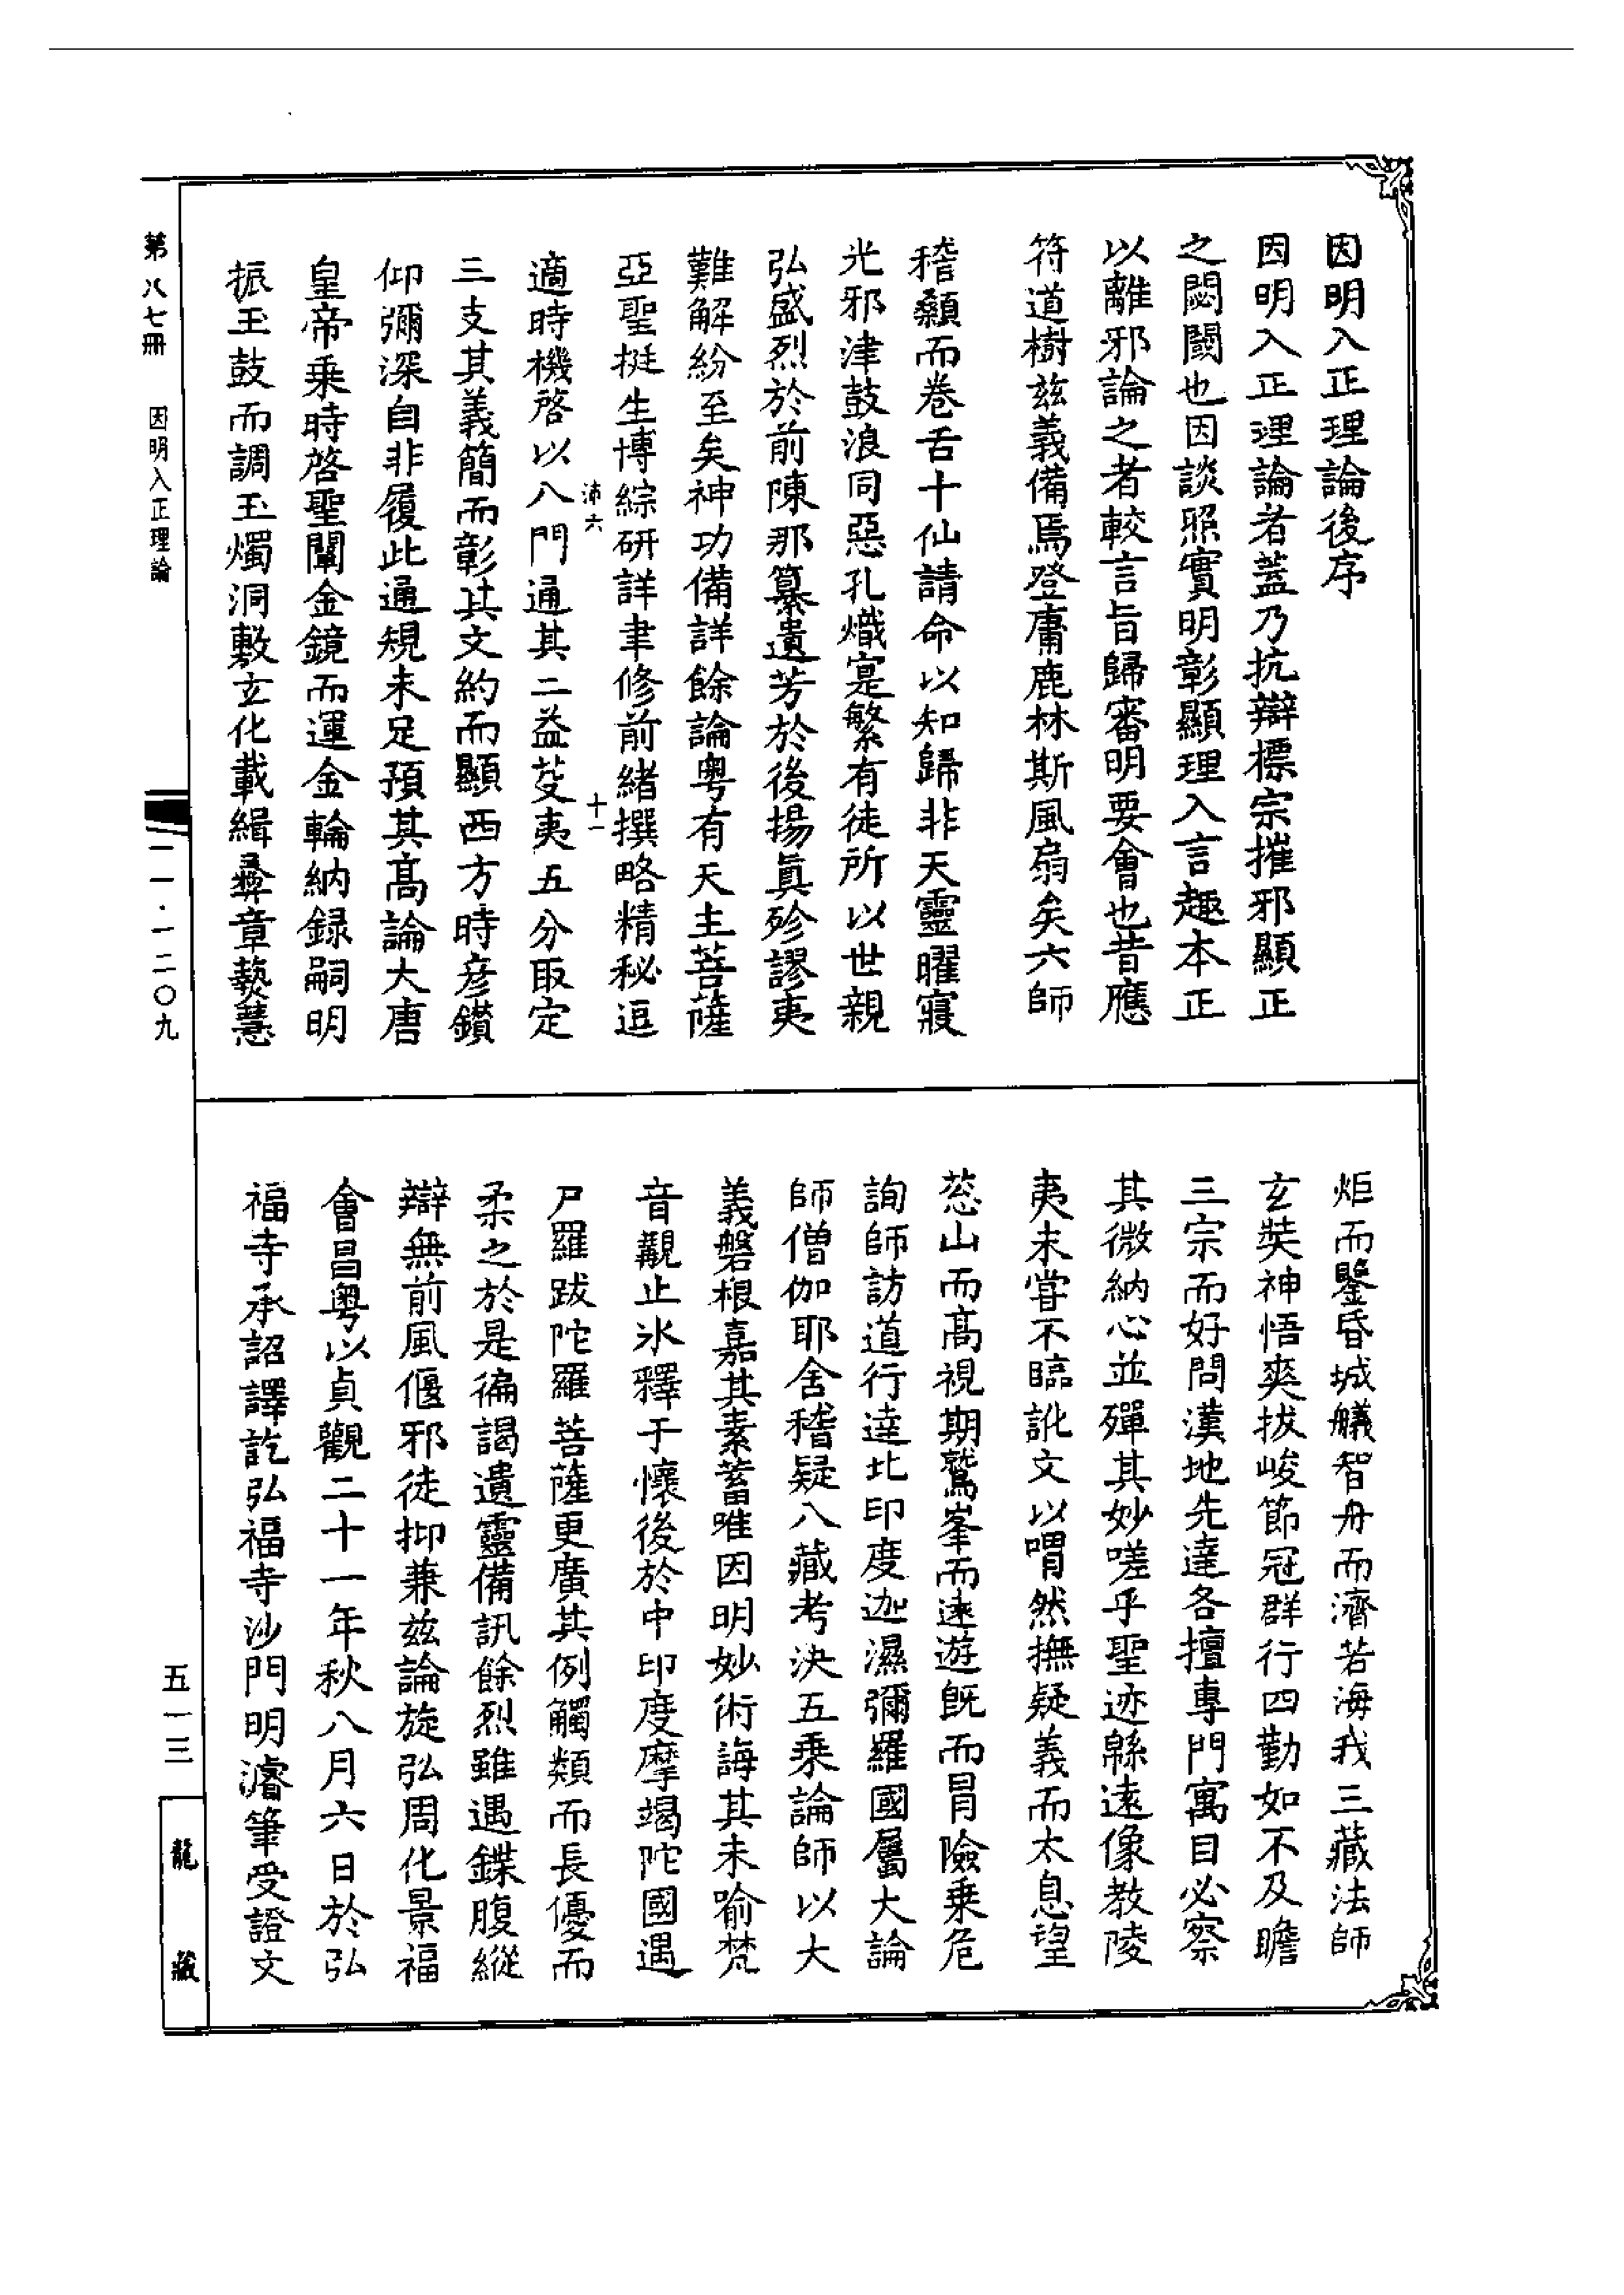 因明入正理論後序
因明入正理論者蓋乃抗辯標宗摧邪顯正
之閟閾也因談照實明彰顯理入言趣本正
以離邪論之者較言旨歸審明要會也昔應
符道樹兹義備焉登庸鹿林斯風扇矣六師
稽顙而卷舌十仙請命以知歸非天靈曜寢
光邪津鼓浪同惡孔熾寔繁有徒所以世親
弘盛烈於前陳那纂遺芳於後揚眞殄謬夷
難解紛至矣神功備詳餘論粤有天主菩薩
亞聖挺生博綜研詳聿修前緒撰略精秘逗
沛六
十一
適時機啓以八門通其二益芟夷五分取定
三支其義簡而彰其文約而顯西方時彦鑚
仰彌深自非履此通規未足預其高論大唐
皇帝乘時啓聖闡金鏡而運金輪納録嗣明
振玉鼓而調玉燭洞敷玄化載緝彝章爇慧
第八七冊
因明入正理論
一一一·一二〇九
炬而鑒昏城艤智舟而濟若海我三藏法師
玄奘神悟爽拔峻節冠群行四勤如不及瞻
三宗而好問漢地先達各擅專門寓目必察
其微納心並殫其妙嗟乎聖迹緜遠像教陵
夷未嘗不臨訛文以喟然撫疑義而太息望
葱山而高視期鷲峯而遠遊旣而冒險乗危
詢師訪道行達北印度迦濕彌羅國屬大論
師僧伽耶舍稽疑八藏考決五乘論師以大
義磐根嘉其素蓄唯因明妙術誨其未喻梵
音覯止氷釋于懷後於中印度摩竭陀國遇
尸羅跋陀羅菩薩更廣其例觸類而長優而
柔之於是徧謁遺靈備訊餘烈雖遇鍱腹縱
辯無前風偃邪徒抑兼兹論旋弘周化景福
會昌粤以貞觀二十一年秋八月六日於弘
福寺承詔譯訖弘福寺沙門明濬筆受證文
五一三
龍藏